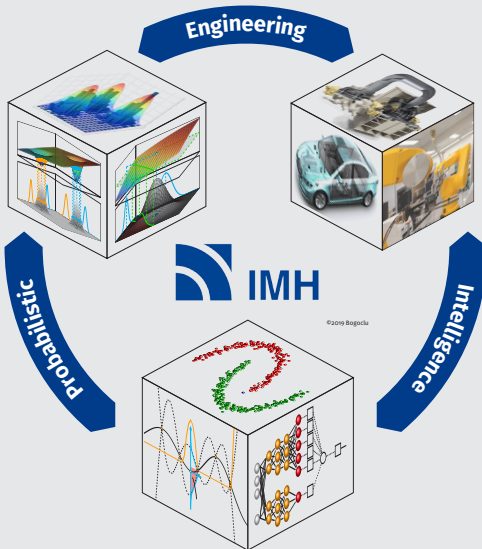 Engineering
Probabilistic
Intelligence
IMH
©2019 Bogoclu